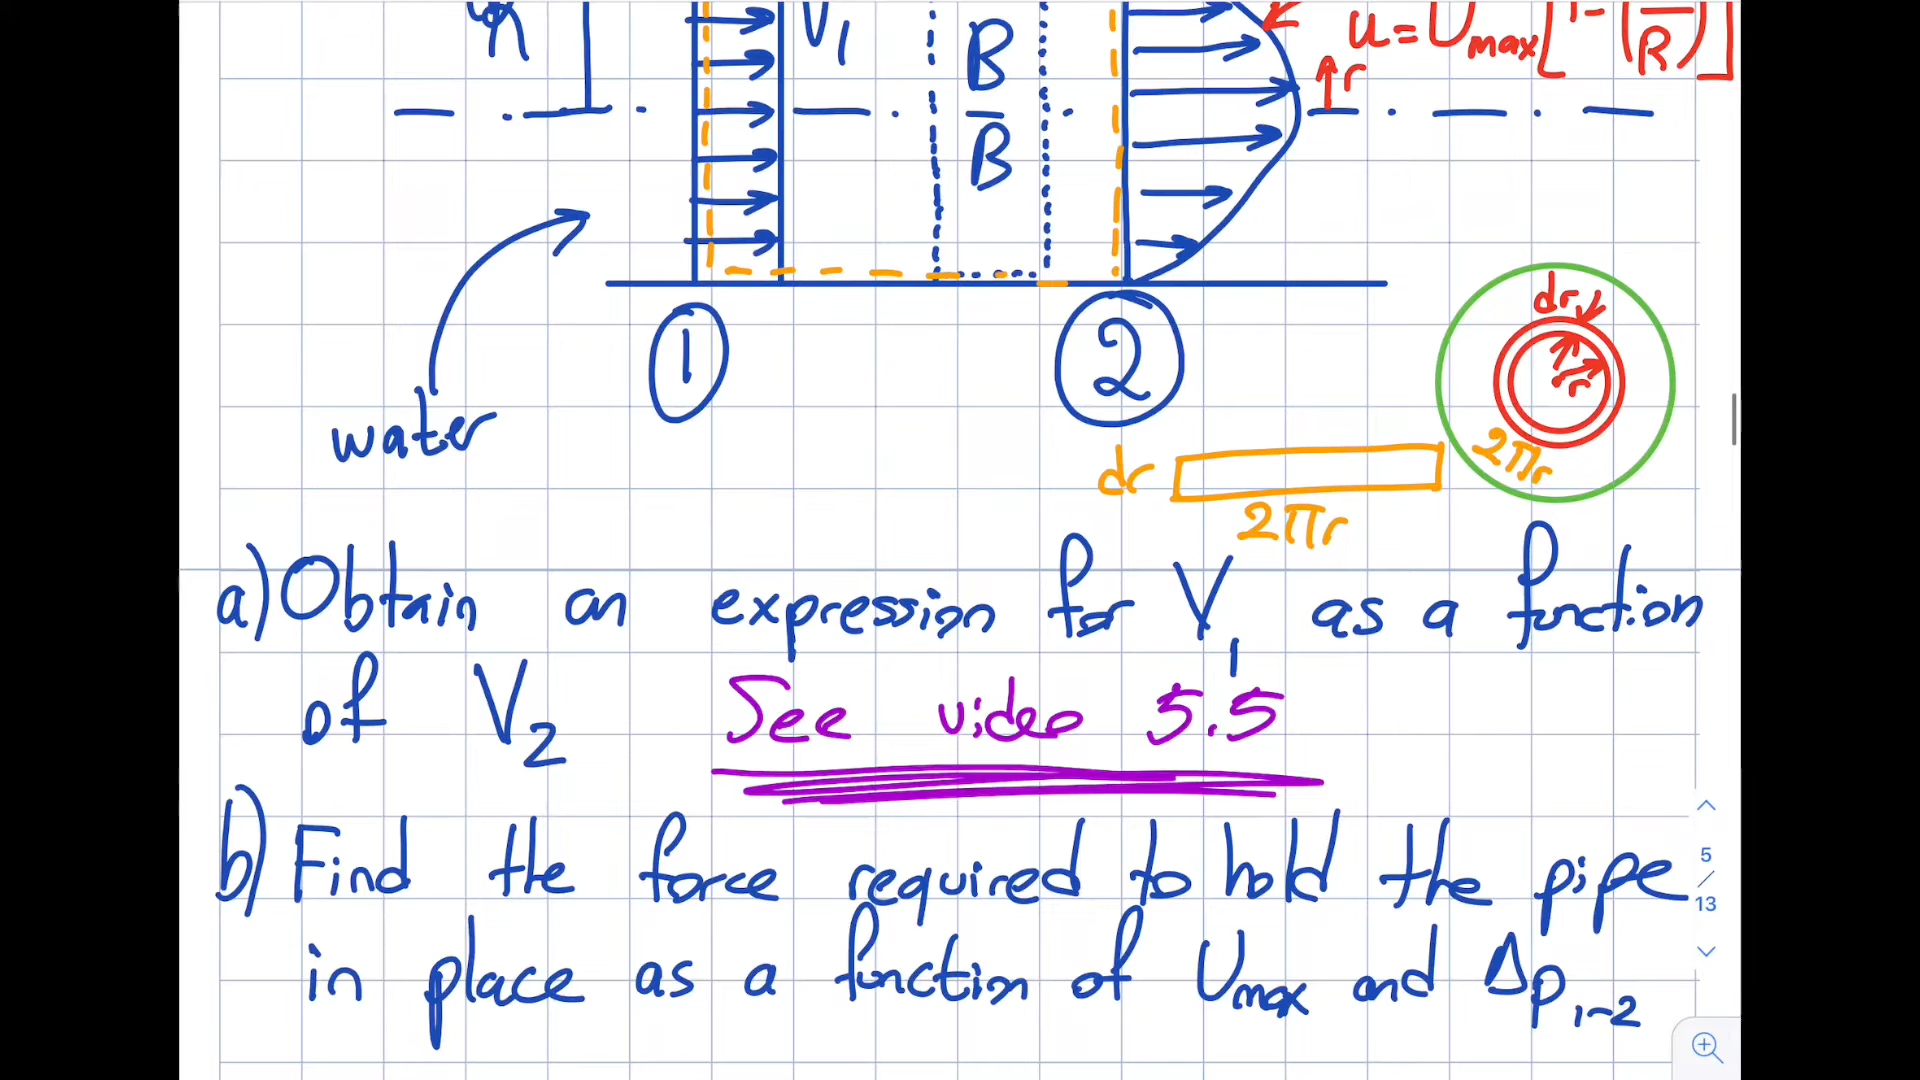 V1
B
B
u = Umax[1-(r/R)]
r
dr
r
water
1
2
dr
2πr
2πr
a) Obtain an expression for V1 as a function
of V2
See video 5.5
b) Find the force required to hold the pipe
in place as a function of Umax and Δp1-2
5
/
13